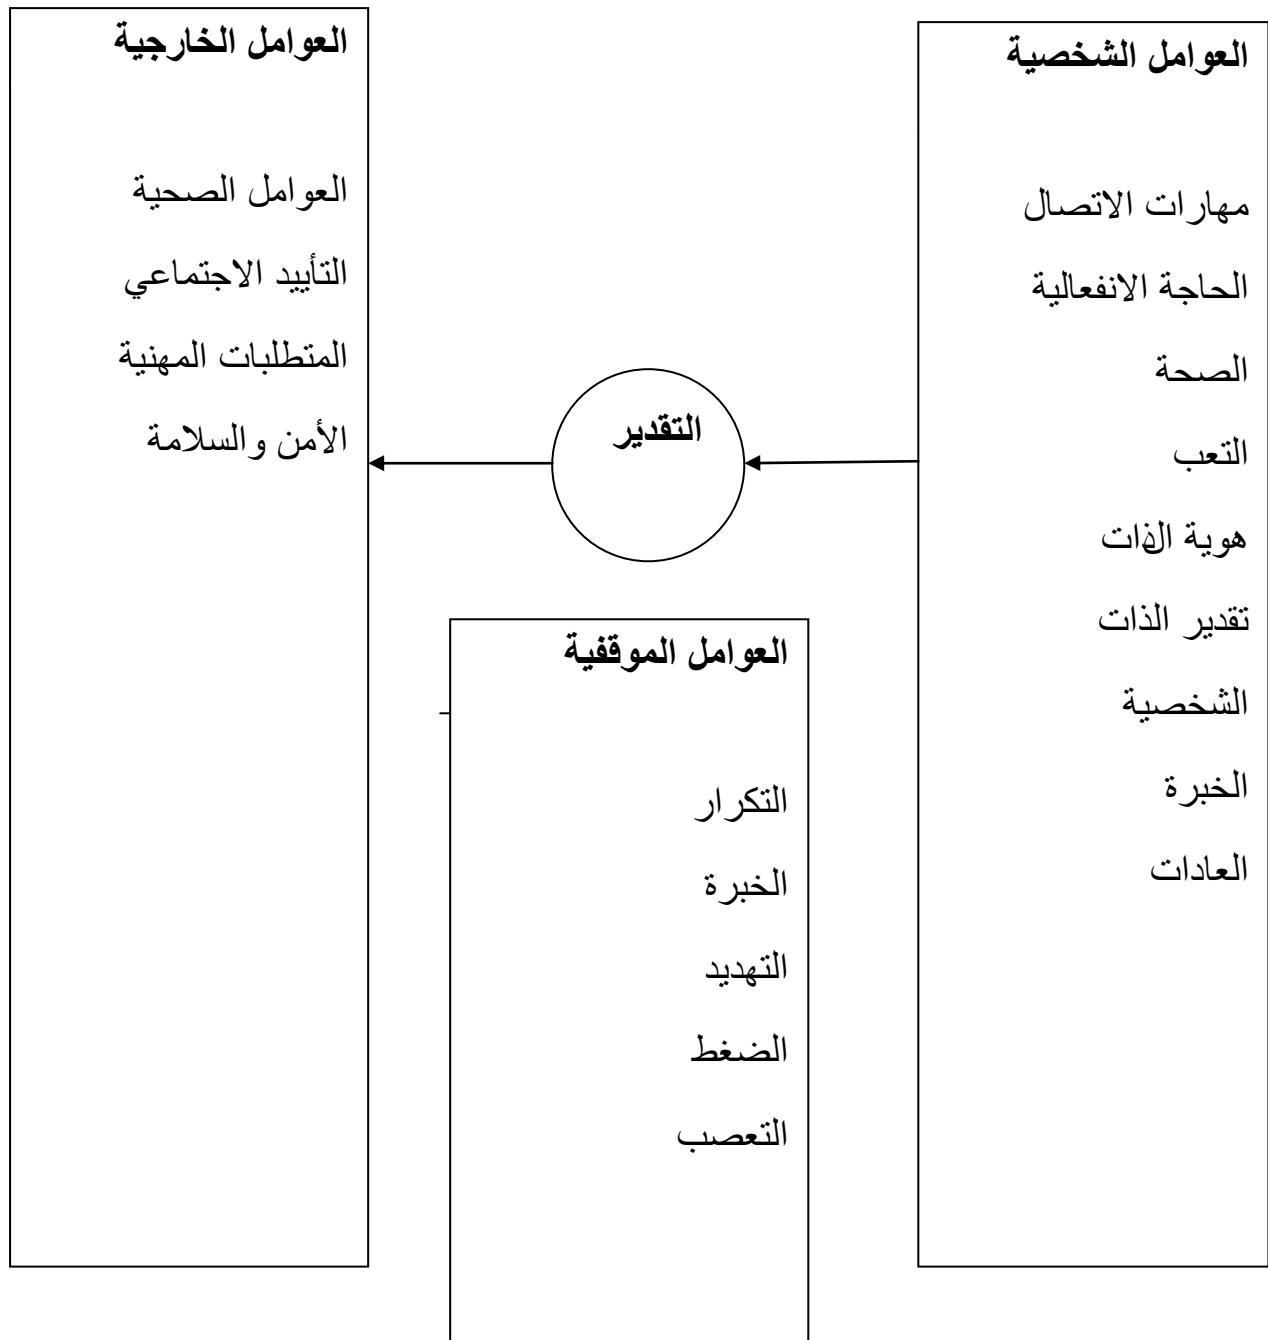 العوامل الشخصية
مهارات الاتصال
الحاجة الانفعالية
الصحة
التعب
هوية الذات
تقدير الذات
الشخصية
الخبرة
العادات
التقدير
العوامل الموقفية
التكرار
الخبرة
التهديد
الضغط
التعصب
العوامل الخارجية
العوامل الصحية
التأييد الاجتماعي
المتطلبات المهنية
الأمن والسلامة